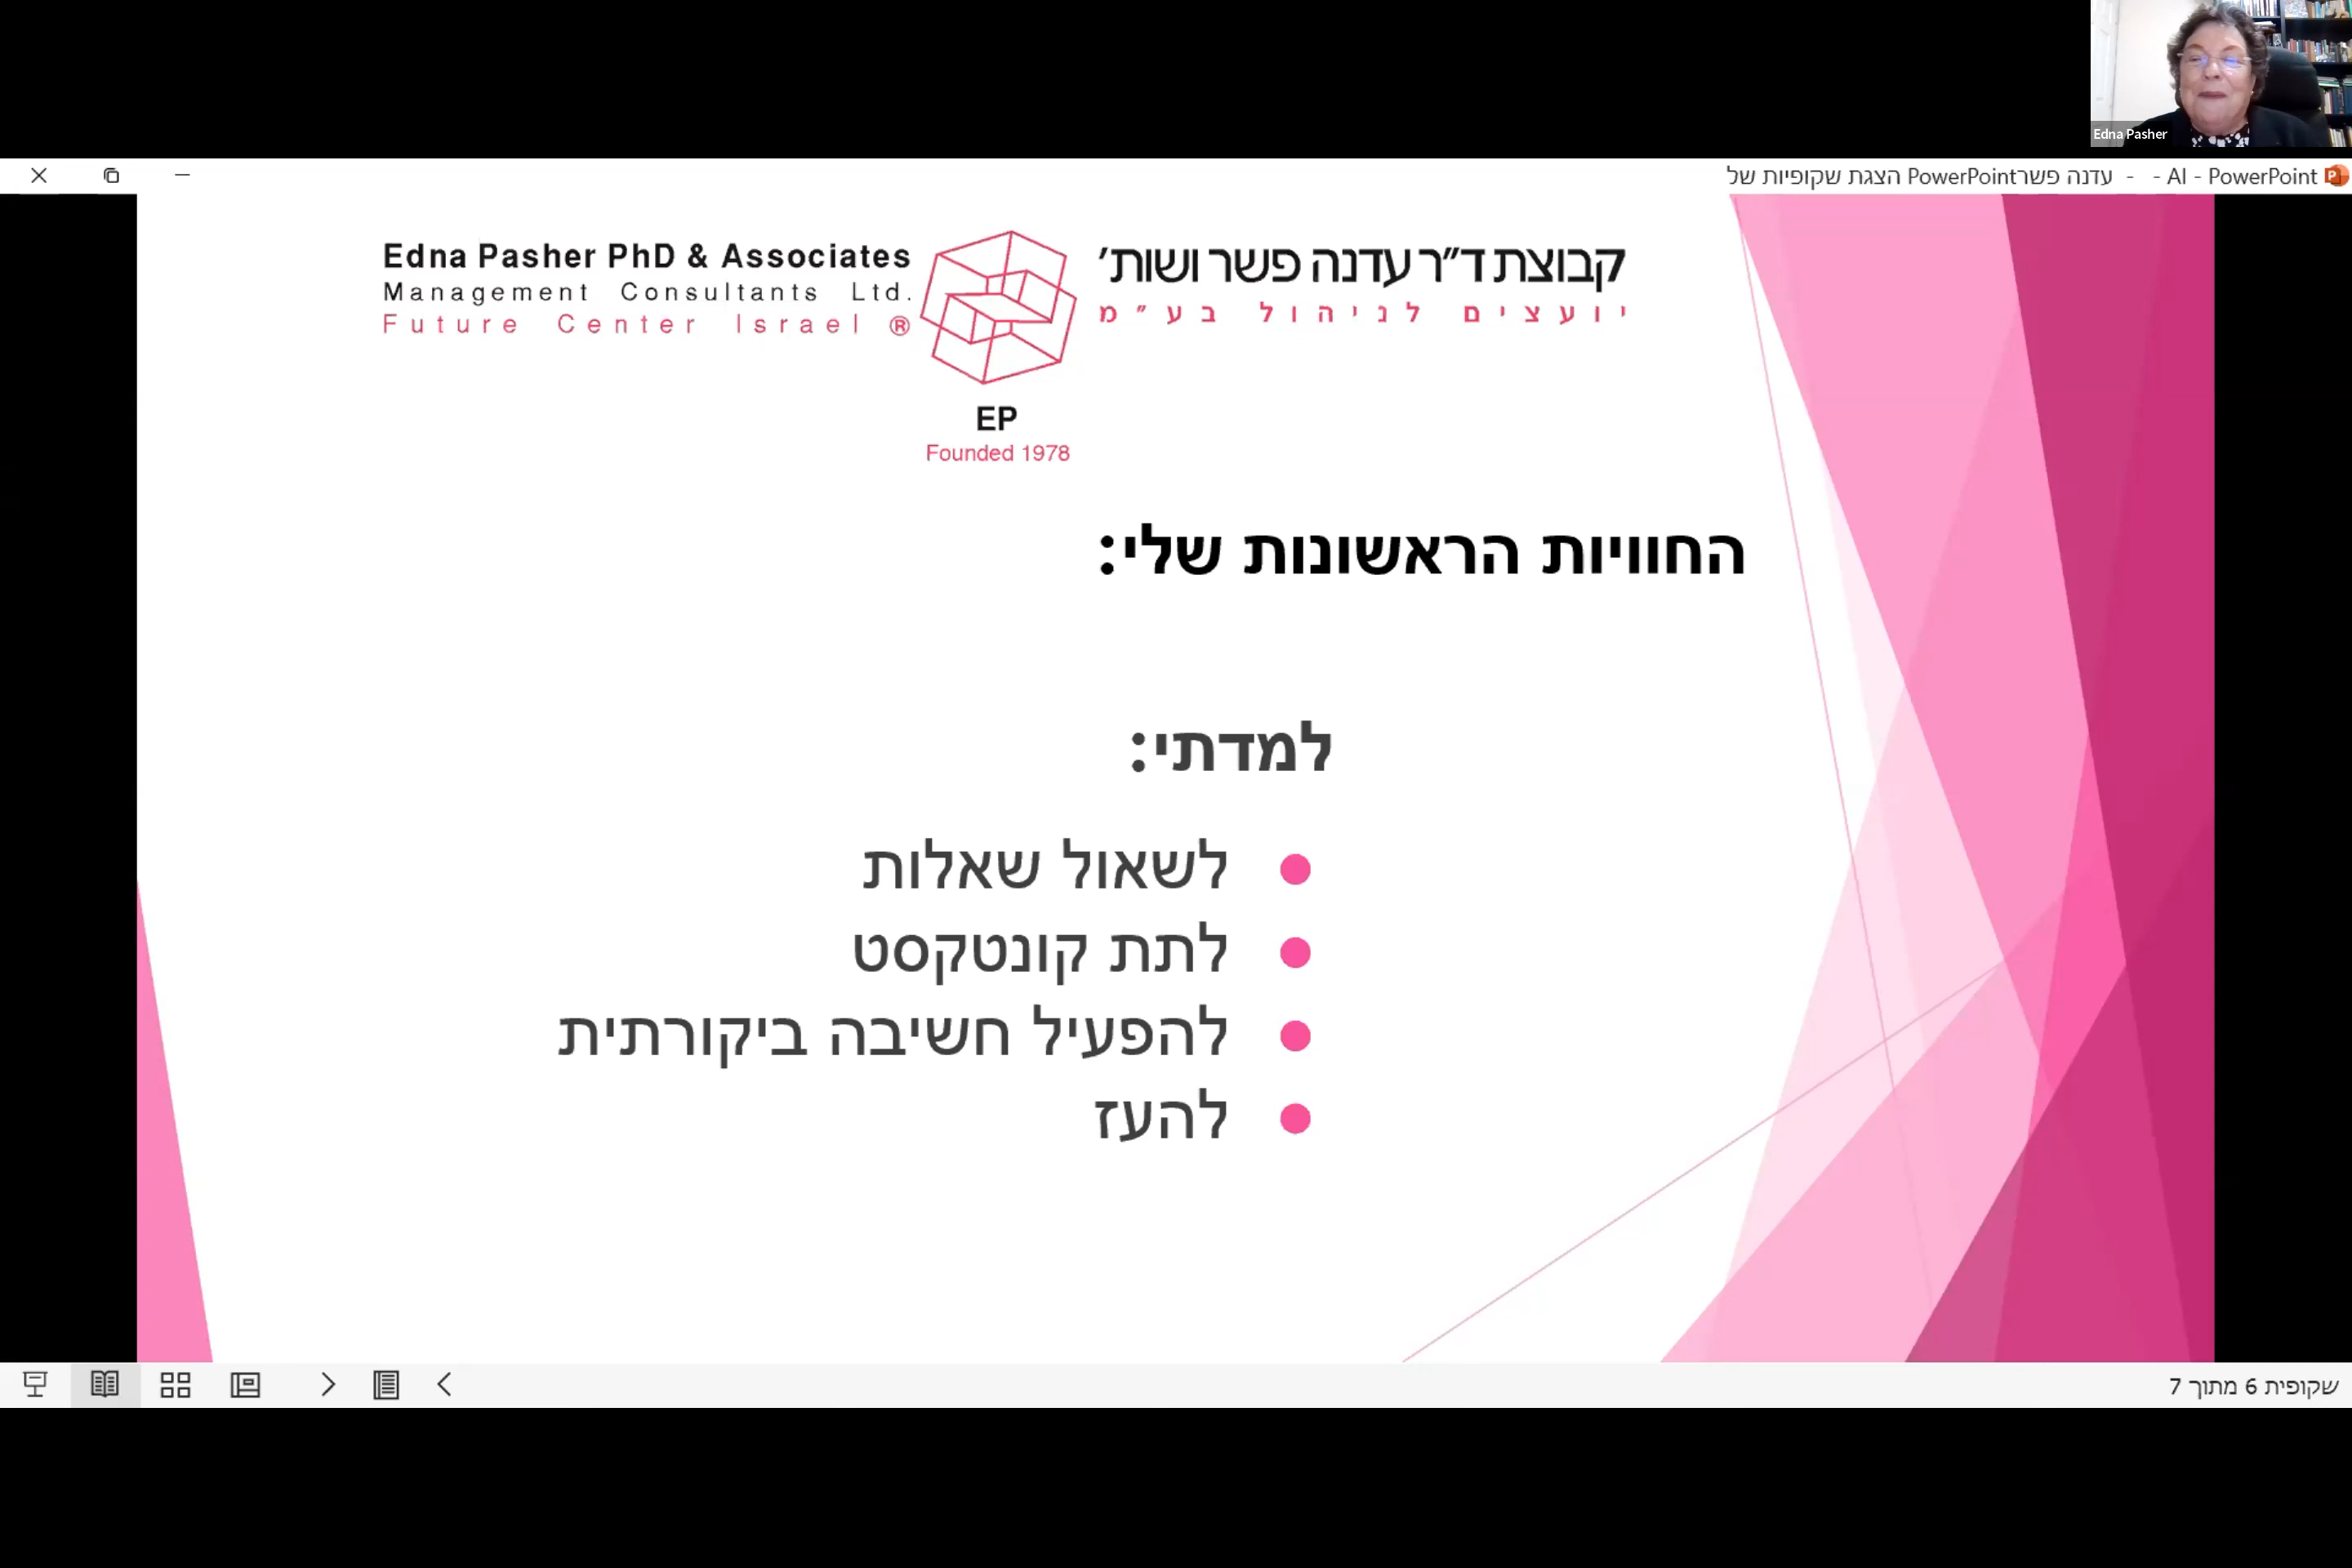 Edna Pasher
עדנה פשר - - AI - PowerPoint הצגת שקופיות של PowerPoint
Edna Pasher PhD & Associates
Management Consultants Ltd.
Future Center Israel ®
קבוצת ד"ר עדנה פשר ושות'
יועצים לניהול בע"מ
EP
Founded 1978
החוויות הראשונות שלי:
למדתי:
● לשאול שאלות
● לתת קונטקסט
● להפעיל חשיבה ביקורתית
● להעז
שקופית 6 מתוך 7